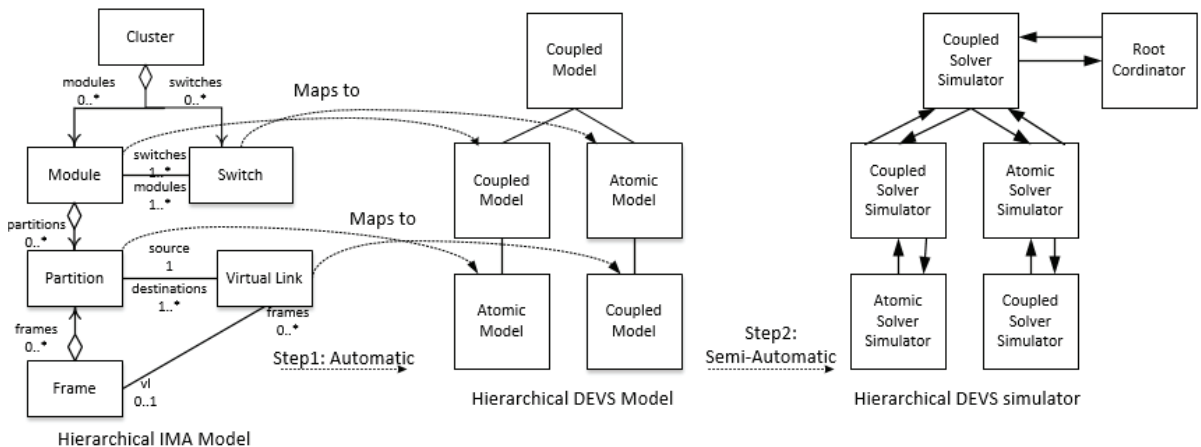 Cluster
modules
0..*
switches
0..*
Module
switches
1..*
modules
1..*
Switch
partitions
0..*
Partition
source
1
destinations
1..*
Virtual Link
frames
0..*
frames
0..*
Frame
vl
0..1
Hierarchical IMA Model
Maps to
Maps to
Step1: Automatic
Coupled
Model
Coupled
Model
Atomic
Model
Atomic
Model
Coupled
Model
Hierarchical DEVS Model
Step2:
Semi-Automatic
Coupled
Solver
Simulator
Root
Cordinator
Coupled
Solver
Simulator
Atomic
Solver
Simulator
Atomic
Solver
Simulator
Coupled
Solver
Simulator
Hierarchical DEVS simulator